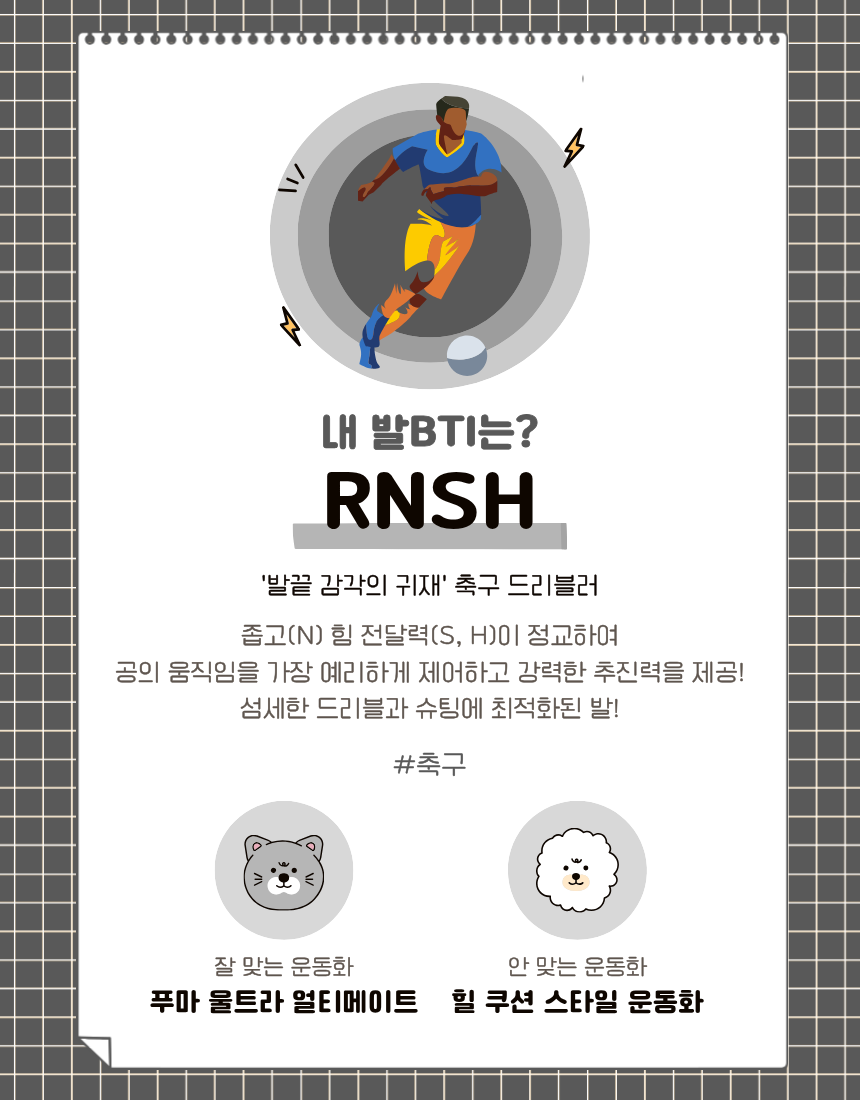 내 발BTI는?
RNSH
'발끝 감각의 귀재' 축구 드리블러
좁고(N) 힘 전달력(S, H)이 정교하여
공의 움직임을 가장 예리하게 제어하고 강력한 추진력을 제공!
섬세한 드리블과 슈팅에 최적화된 발!
#축구
잘 맞는 운동화
푸마 울트라 얼티메이트
안 맞는 운동화
힐 쿠션 스타일 운동화